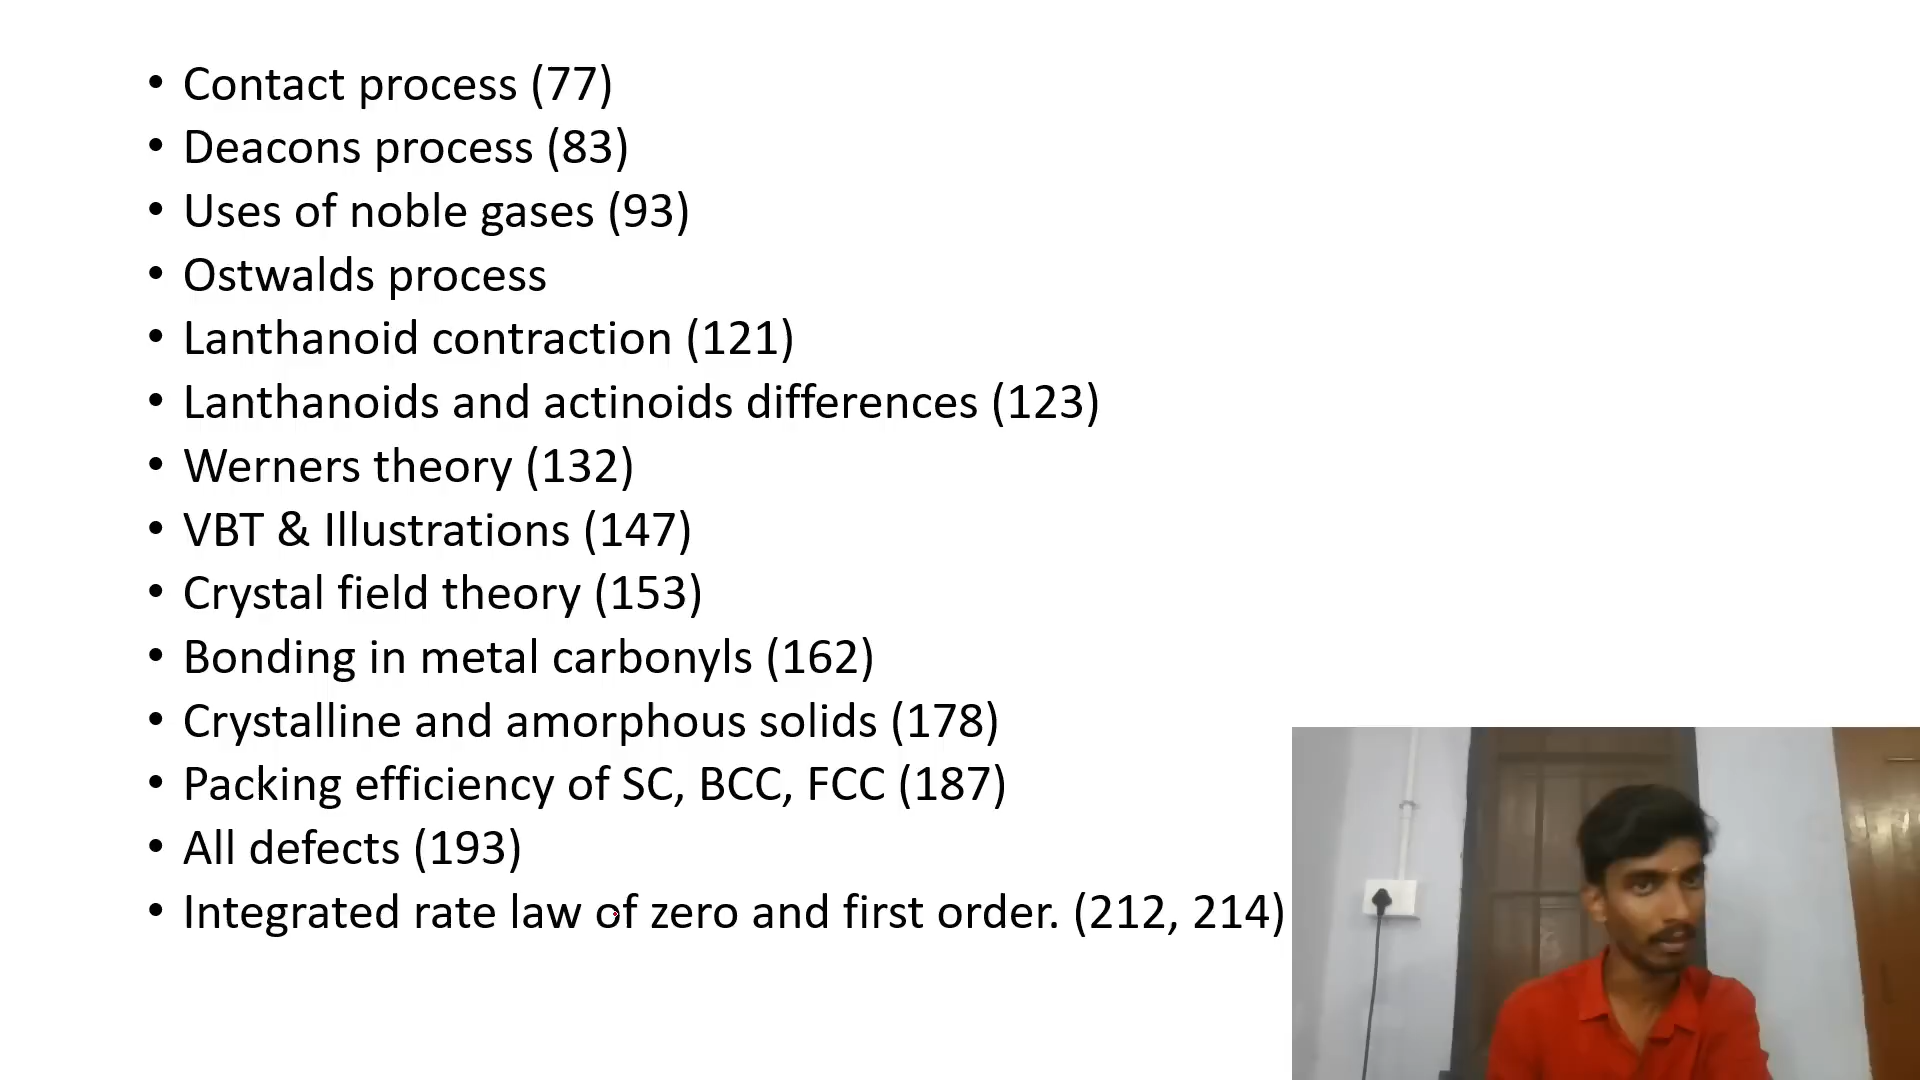 • Contact process (77)
• Deacons process (83)
• Uses of noble gases (93)
• Ostwalds process
• Lanthanoid contraction (121)
• Lanthanoids and actinoids differences (123)
• Werners theory (132)
• VBT & Illustrations (147)
• Crystal field theory (153)
• Bonding in metal carbonyls (162)
• Crystalline and amorphous solids (178)
• Packing efficiency of SC, BCC, FCC (187)
• All defects (193)
• Integrated rate law of zero and first order. (212, 214)